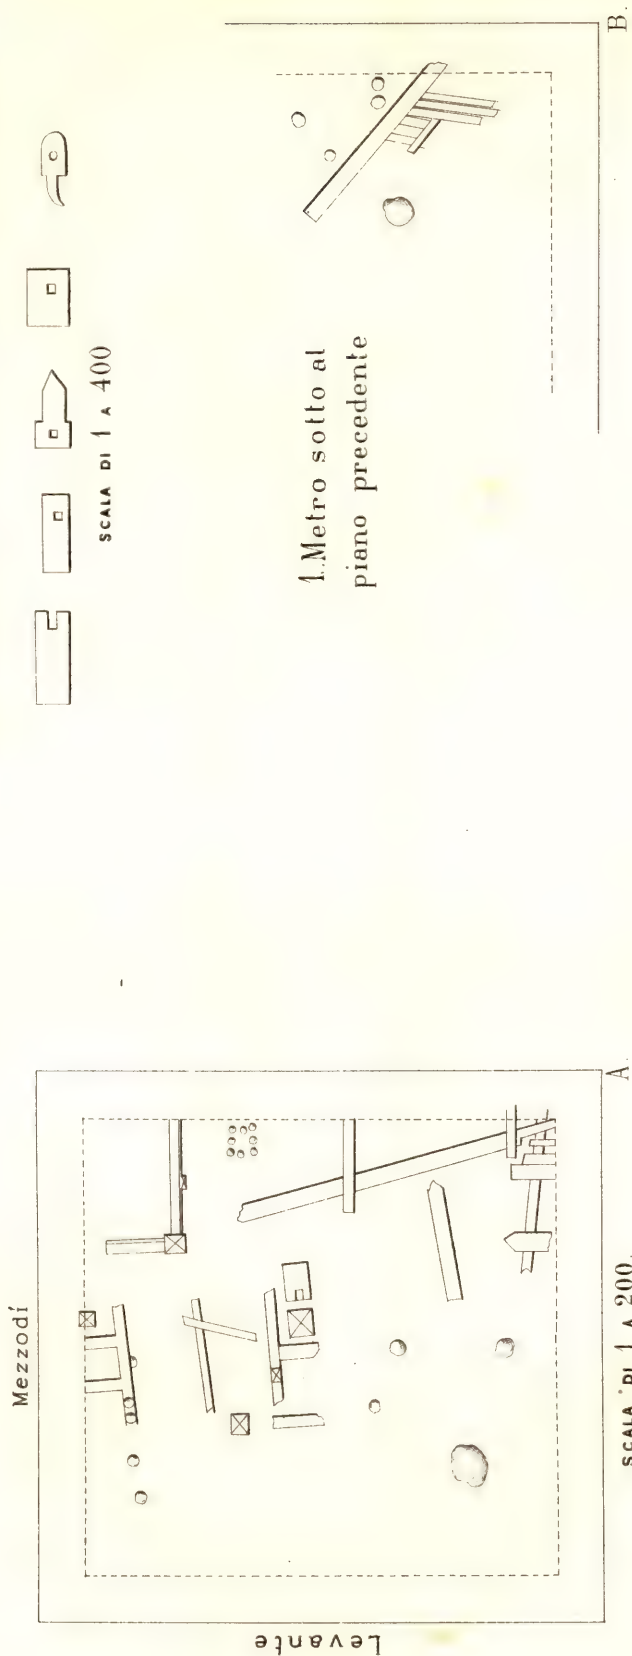 SCALA DI 1 A 400
1. Metro sotto al
piano precedente
B.
Mezzodí
Levante
A.
SCALA DI 1 A 200.